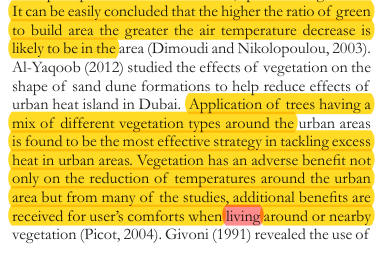 It can be easily concluded that the higher the ratio of green
to build area the greater the air temperature decrease is
likely to be in the area (Dimoudi and Nikolopoulou, 2003).
Al-Yaqoob (2012) studied the effects of vegetation on the
shape of sand dune formations to help reduce effects of
urban heat island in Dubai. Application of trees having a
mix of different vegetation types around the urban areas
is found to be the most effective strategy in tackling excess
heat in urban areas. Vegetation has an adverse benefit not
only on the reduction of temperatures around the urban
area but from many of the studies, additional benefits are
received for user's comforts when living around or nearby
vegetation (Picot, 2004). Givoni (1991) revealed the use of